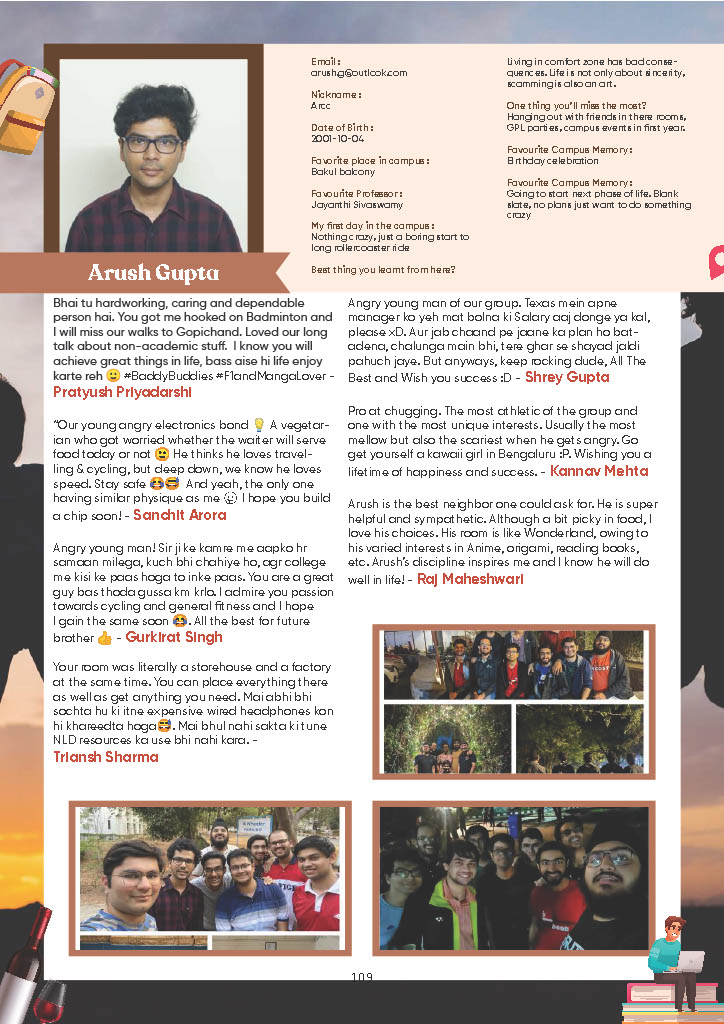 Email:
arush.g@outlook.com
Nickname:
Arcc
Date of Birth:
2001-10-04
Favorite place in campus:
Bakul balcony
Favourite Professor:
Jayanthi Sivaswamy
My first day in the campus:
Nothing crazy, just a boring start to
long rollercoaster ride
Best thing you learnt from here?
Living in comfort zone has bad conse-
quences. Life is not only about sincerity,
scamming is also an art.
One thing you'll miss the most?
Hanging out with friends in there rooms,
GPL parties, campus events in first year.
Favourite Campus Memory:
Birthday celebration
Favourite Campus Memory:
Going to start next phase of life. Blank
slate, no plans just want to do something
crazy
Arush Gupta
Bhai tu hardworking, caring and dependable
person hai. You got me hooked on Badminton and
I will miss our walks to Gopichand. Loved our long
talk about non-academic stuff. I know you will
achieve great things in life, bass aise hi life enjoy
karte reh 🙂 #BaddyBuddies #F1andMangaLover -
Pratyush Priyadarshi
"Our young angry electronics bond 💡 A vegetar-
ian who got worried whether the waiter will serve
food today or not 😫 He thinks he loves travel-
ling & cycling, but deep down, we know he loves
speed. Stay safe 😂😎 And yeah, the only one
having similar physique as me 🙂 I hope you build
a chip soon! - Sanchit Arora
Angry young man! Sir ji ke kamre me aapko hr
samaan milega, kuch bhi chahiye ho, agr college
me kisi ke paas hoga to inke paas. You are a great
guy bas thoda gussa km krlo. I admire you passion
towards cycling and general fitness and I hope
I gain the same soon 😂. All the best for future
brother 👍 - Gurkirat Singh
Your room was literally a storehouse and a factory
at the same time. You can place everything there
as well as get anything you need. Mai abhi bhi
sochta hu ki itne expensive wired headphones kon
hi khareedta hoga😅. Mai bhul nahi sakta ki tune
NLD resources ka use bhi nahi kara. -
Triansh Sharma
Angry young man of our group. Texas mein apne
manager ko yeh mat bolna ki Salary aaj donge ya kal,
please xD. Aur jab chaand pe jaane ka plan ho bat-
adena, chalunga main bhi, tere ghar se shayad jaldi
pahuch jaye. But anyways, keep rocking dude, All The
Best and Wish you success :D - Shrey Gupta
Pro at chugging. The most athletic of the group and
one with the most unique interests. Usually the most
mellow but also the scariest when he gets angry. Go
get yourself a kawaii girl in Bengaluru :P. Wishing you a
lifetime of happiness and success. - Kannav Mehta
Arush is the best neighbor one could ask for. He is super
helpful and sympathetic. Although a bit picky in food, I
love his choices. His room is like Wonderland, owing to
his varied interests in Anime, origami, reading books,
etc. Arush's discipline inspires me and I know he will do
well in life! - Raj Maheshwari
109